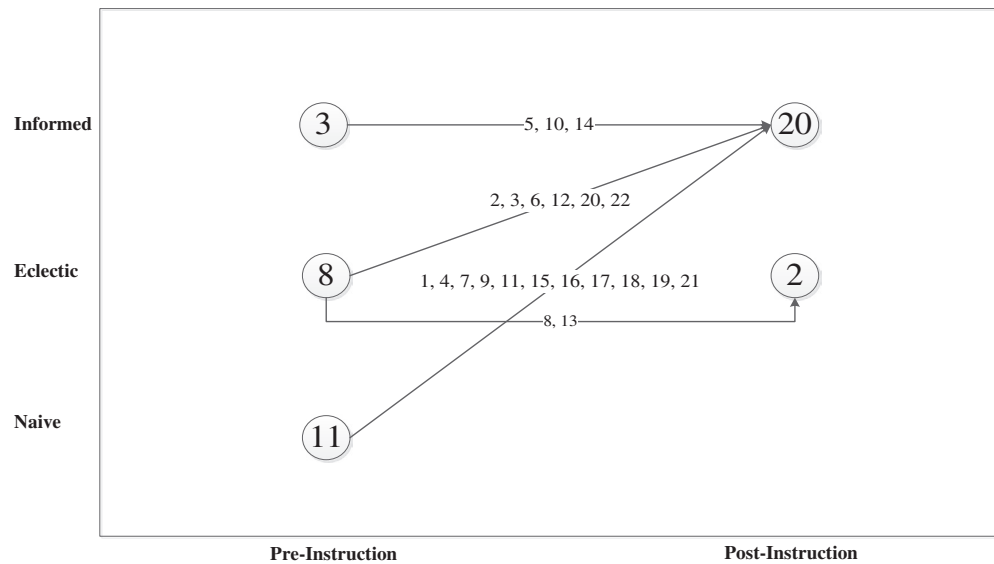 Informed
3
5, 10, 14
20
2, 3, 6, 12, 20, 22
Eclectic
8
1, 4, 7, 9, 11, 15, 16, 17, 18, 19, 21
2
8, 13
Naive
11
Pre-Instruction
Post-Instruction